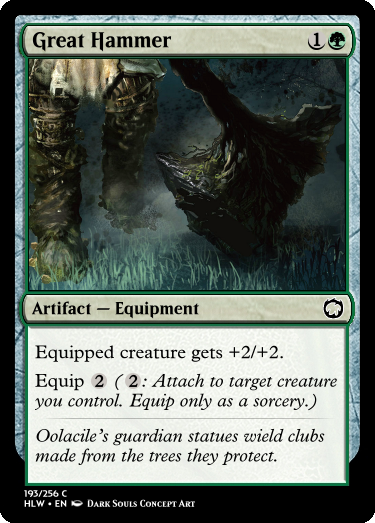 Great Hammer 1
Artifact — Equipment
Equipped creature gets +2/+2.
Equip 2 ( 2: Attach to target creature
you control. Equip only as a sorcery.)
Oolacile's guardian statues wield clubs
made from the trees they protect.
193/256 C
HLW • EN Dark Souls Concept Art